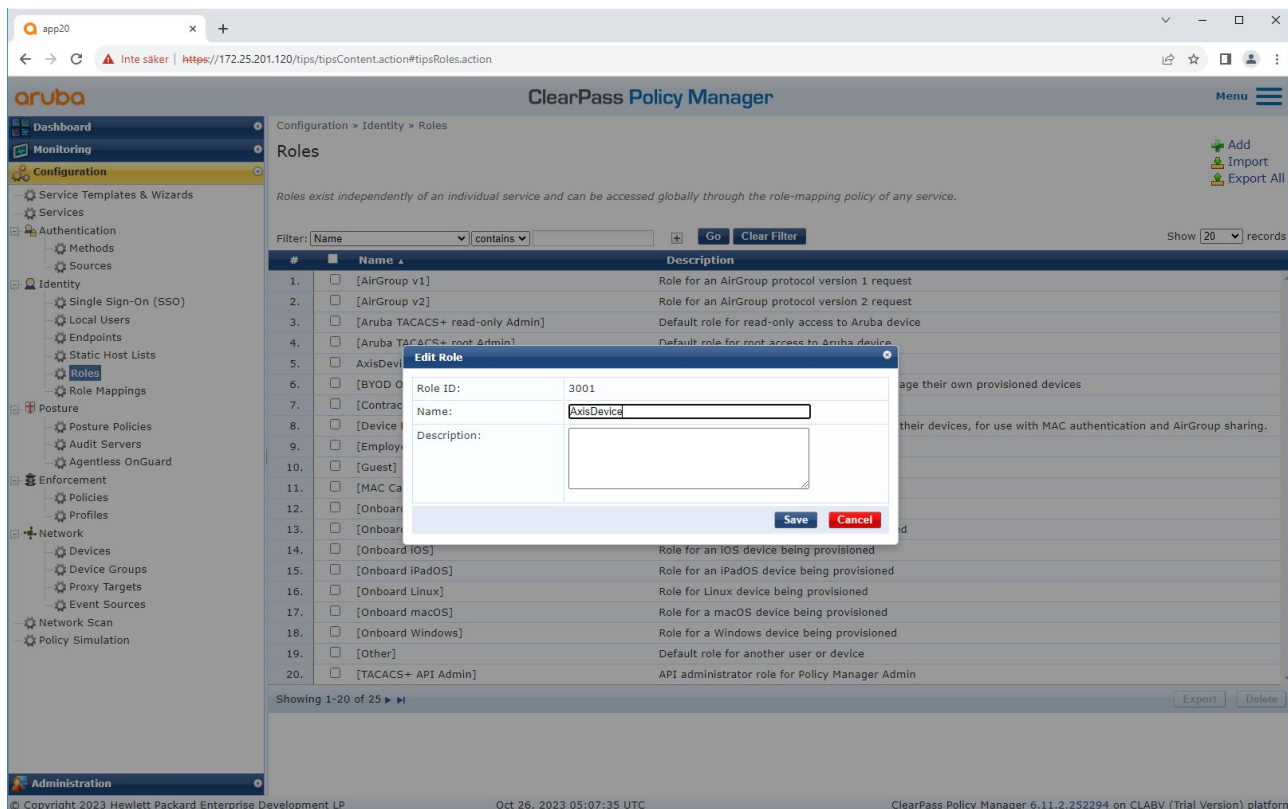 app20
Inte säker https://172.25.201.120/tips/tipsContent.action#tipsRoles.action
aruba
ClearPass Policy Manager
Menu
Dashboard
Monitoring
Configuration
Service Templates & Wizards
Services
Authentication
Methods
Sources
Identity
Single Sign-On (SSO)
Local Users
Endpoints
Static Host Lists
Roles
Role Mappings
Posture
Posture Policies
Audit Servers
Agentless OnGuard
Enforcement
Policies
Profiles
Network
Devices
Device Groups
Proxy Targets
Event Sources
Network Scan
Policy Simulation
Administration
Configuration » Identity » Roles
Roles
Add
Import
Export All
Roles exist independently of an individual service and can be accessed globally through the role-mapping policy of any service.
Filter: Name contains + Go Clear Filter Show 20 records
# Name Description
1. [AirGroup v1] Role for an AirGroup protocol version 1 request
2. [AirGroup v2] Role for an AirGroup protocol version 2 request
3. [Aruba TACACS+ read-only Admin] Default role for read-only access to Aruba device
4. [Aruba TACACS+ root Admin] Default role for root access to Aruba device
5. AxisDevi
6. [BYOD O age their own provisioned devices
7. [Contrac
8. [Device their devices, for use with MAC authentication and AirGroup sharing.
9. [Employ
10. [Guest]
11. [MAC Ca
12. [Onboar
13. [Onboar ed
14. [Onboard iOS] Role for an iOS device being provisioned
15. [Onboard iPadOS] Role for an iPadOS device being provisioned
16. [Onboard Linux] Role for Linux device being provisioned
17. [Onboard macOS] Role for a macOS device being provisioned
18. [Onboard Windows] Role for a Windows device being provisioned
19. [Other] Default role for another user or device
20. [TACACS+ API Admin] API administrator role for Policy Manager Admin
Showing 1-20 of 25
Export Delete
Edit Role
Role ID: 3001
Name: AxisDevice
Description:
Save Cancel
© Copyright 2023 Hewlett Packard Enterprise Development LP Oct 26, 2023 05:07:35 UTC ClearPass Policy Manager 6.11.2.252294 on CLABV (Trial Version) platform